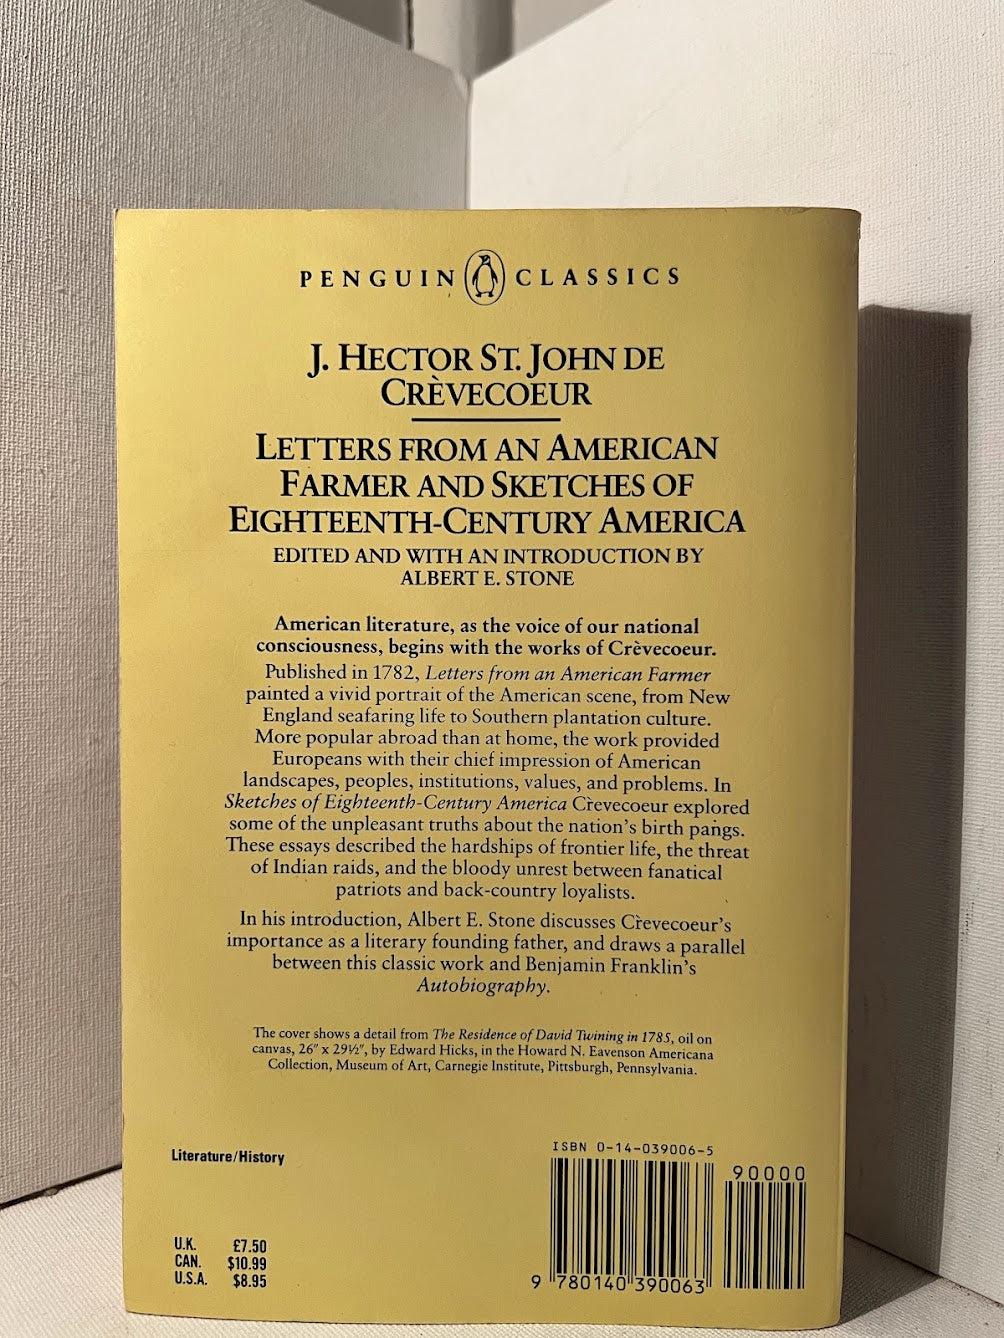 PENGUIN CLASSICS
J. HECTOR ST. JOHN DE
CRÈVECOEUR
LETTERS FROM AN AMERICAN
FARMER AND SKETCHES OF
EIGHTEENTH-CENTURY AMERICA
EDITED AND WITH AN INTRODUCTION BY
ALBERT E. STONE
American literature, as the voice of our national
consciousness, begins with the works of Crèvecoeur.
Published in 1782, Letters from an American Farmer
painted a vivid portrait of the American scene, from New
England seafaring life to Southern plantation culture.
More popular abroad than at home, the work provided
Europeans with their chief impression of American
landscapes, peoples, institutions, values, and problems. In
Sketches of Eighteenth-Century America Crèvecoeur explored
some of the unpleasant truths about the nation's birth pangs.
These essays described the hardships of frontier life, the threat
of Indian raids, and the bloody unrest between fanatical
patriots and back-country loyalists.
In his introduction, Albert E. Stone discusses Crèvecoeur's
importance as a literary founding father, and draws a parallel
between this classic work and Benjamin Franklin's
Autobiography.
The cover shows a detail from The Residence of David Twining in 1785, oil on
canvas, 26" x 29½", by Edward Hicks, in the Howard N. Eavenson Americana
Collection, Museum of Art, Carnegie Institute, Pittsburgh, Pennsylvania.
Literature/History
U.K. £7.50
CAN. $10.99
U.S.A. $8.95
ISBN 0-14-039006-5
90000
9 780140 390063